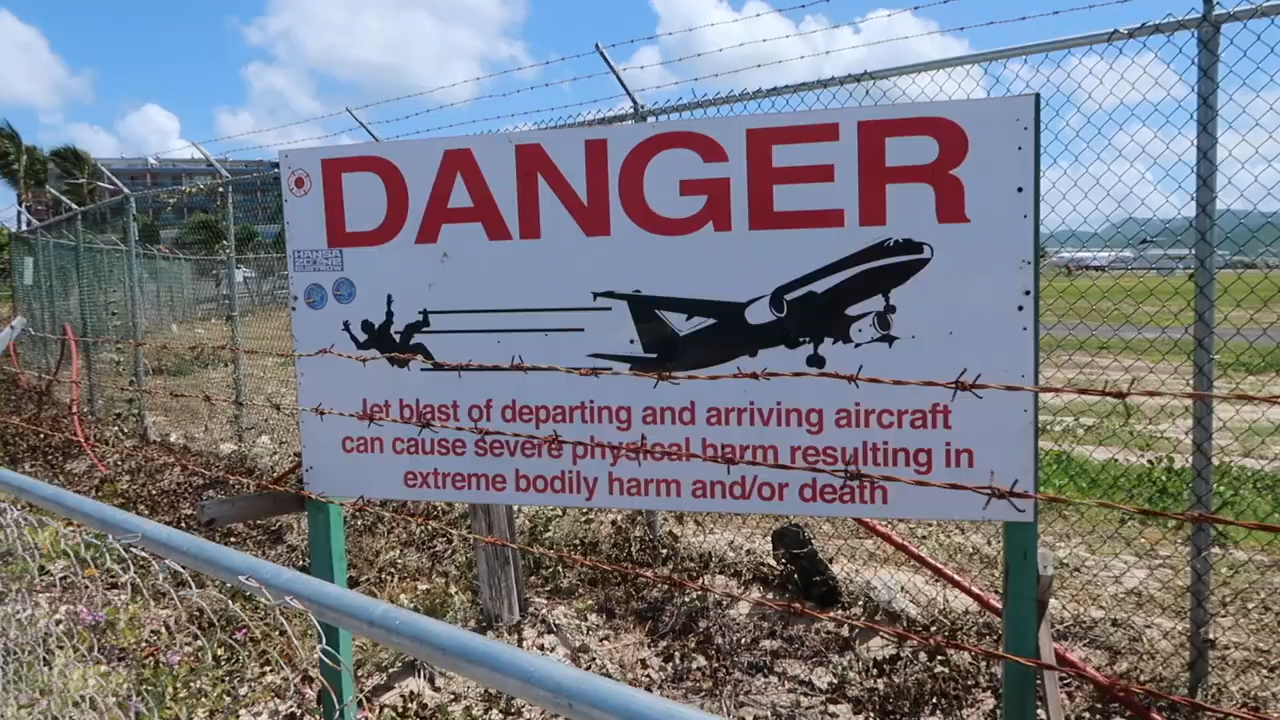 DANGER
HANSA
Jet blast of departing and arriving aircraft
can cause severe physical harm resulting in
extreme bodily harm and/or death